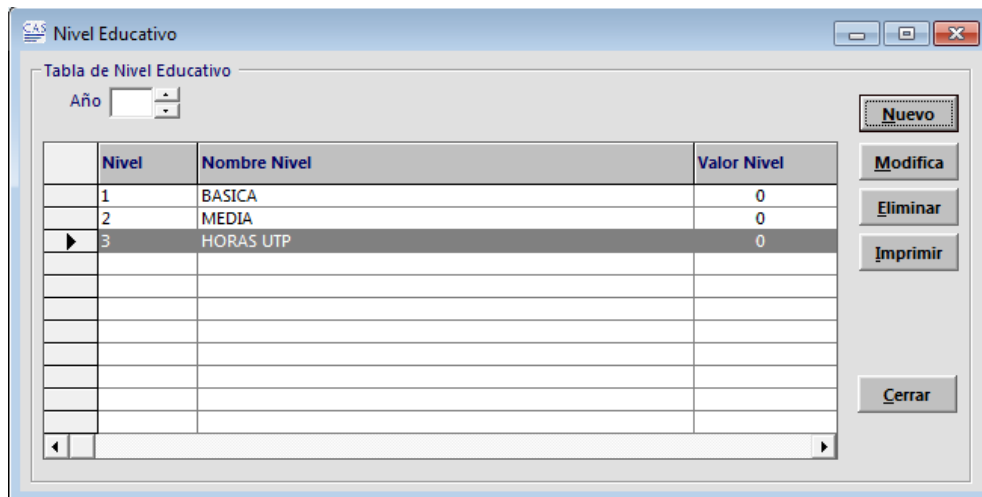 CAS Nivel Educativo
Tabla de Nivel Educativo
Año
Nuevo
Nivel Nombre Nivel Valor Nivel
Modifica
1 BASICA 0
2 MEDIA 0
Eliminar
3 HORAS UTP 0
Imprimir
Cerrar